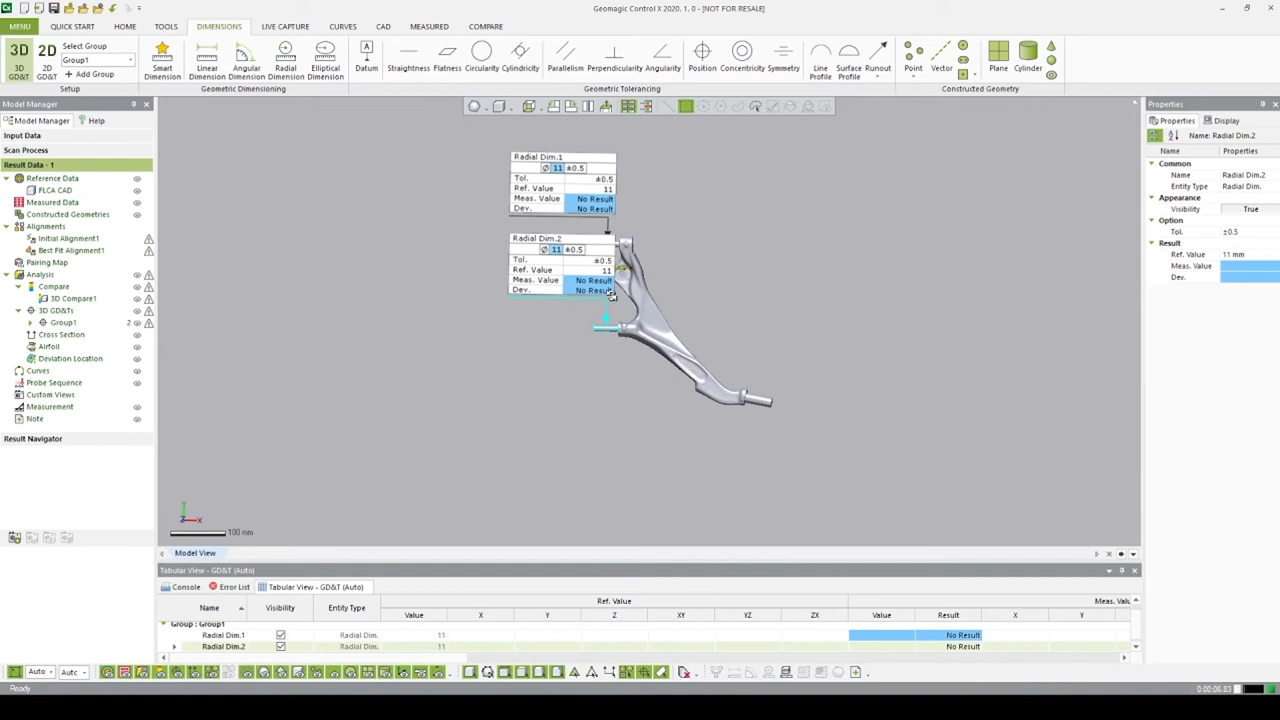 Geomagic Control X 2020. 1. 0 - [NOT FOR RESALE]
MENU QUICK START HOME TOOLS DIMENSIONS LIVE CAPTURE CURVES CAD MEASURED COMPARE
3D 2D Select Group
Group1
3D GD&T 2D GD&T Add Group
Smart Dimension Linear Dimension Angular Dimension Radial Dimension Elliptical Dimension Datum Straightness Flatness Circularity Cylindricity Parallelism Perpendicularity Angularity Position Concentricity Symmetry Line Profile Surface Profile Runout Point Vector Plane Cylinder
Setup Geometric Dimensioning Geometric Tolerancing Constructed Geometry
Model Manager
Model Manager Help
Input Data
Scan Process
Result Data - 1
Reference Data
FLCA CAD
Measured Data
Constructed Geometries
Alignments
Initial Alignment1
Best Fit Alignment1
Pairing Map
Analysis
Compare
3D Compare1
3D GD&Ts
Group1 2
Cross Section
Airfoil
Deviation Location
Curves
Probe Sequence
Custom Views
Measurement
Note
Result Navigator
Radial Dim.1
Ø 11 ±0.5
Tol. ±0.5
Ref. Value 11
Meas. Value No Result
Dev. No Result
Radial Dim.2
Ø 11 ±0.5
Tol. ±0.5
Ref. Value 11
Meas. Value No Result
Dev. No Result
Y
Z X
100 mm
Model View
Properties
Properties Display
Name: Radial Dim.2
Name Properties
Common
Name Radial Dim.2
Entity Type Radial Dim.
Appearance
Visibility True
Option
Tol. ±0.5
Result
Ref. Value 11 mm
Meas. Value
Dev.
Tabular View - GD&T (Auto)
Console Error List Tabular View - GD&T (Auto)
Name Visibility Entity Type Ref. Value Meas. Valu
Value X Y Z XY YZ ZX Value Result X Y
Group : Group1
Radial Dim.1 Radial Dim. 11 No Result
Radial Dim.2 Radial Dim. 11 No Result
Auto Autc
Ready 0:00:06.83